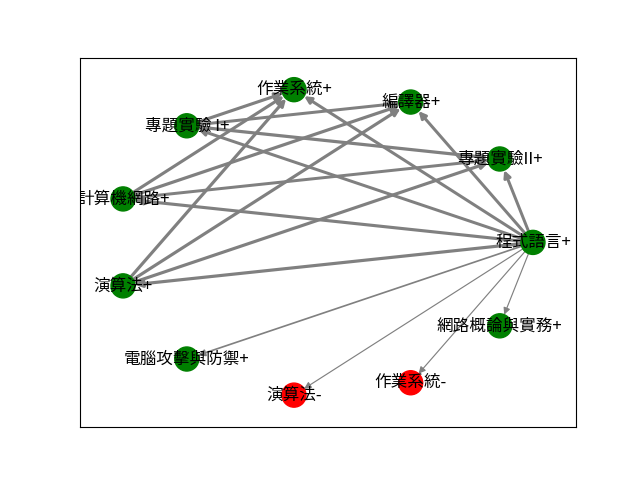 作業系統+
編譯器+
專題實驗 I+
專題實驗II+
計算機網路+
程式語言+
演算法+
網路概論與實務+
電腦攻擊與防禦+
作業系統-
演算法-